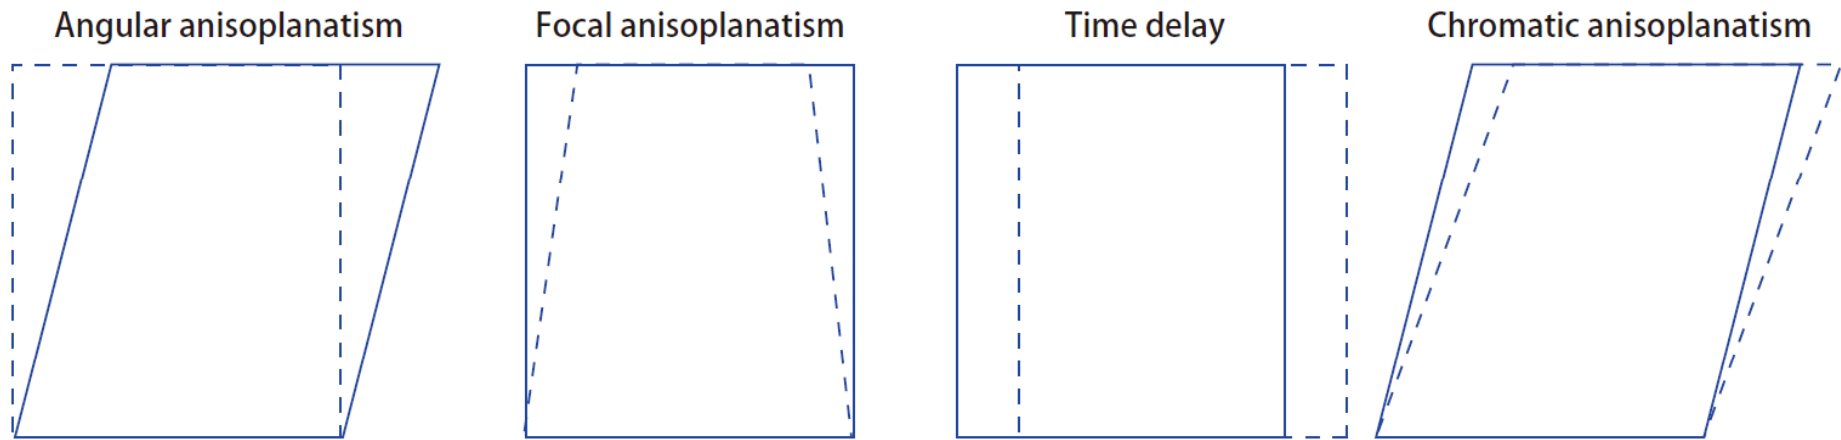 Angular anisoplanatism
Focal anisoplanatism
Time delay
Chromatic anisoplanatism